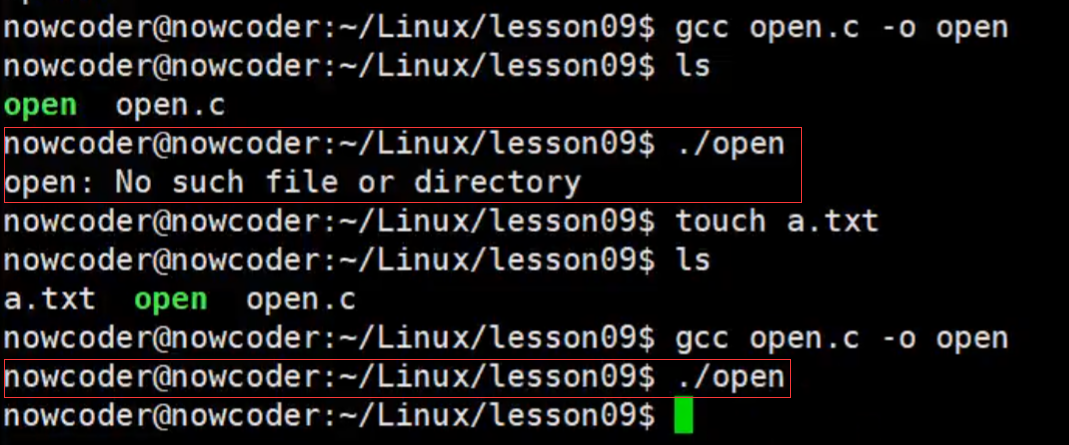 nowcoder@nowcoder:~/Linux/lesson09$ gcc open.c -o open
nowcoder@nowcoder:~/Linux/lesson09$ ls
open  open.c
nowcoder@nowcoder:~/Linux/lesson09$ ./open
open: No such file or directory
nowcoder@nowcoder:~/Linux/lesson09$ touch a.txt
nowcoder@nowcoder:~/Linux/lesson09$ ls
a.txt  open  open.c
nowcoder@nowcoder:~/Linux/lesson09$ gcc open.c -o open
nowcoder@nowcoder:~/Linux/lesson09$ ./open
nowcoder@nowcoder:~/Linux/lesson09$